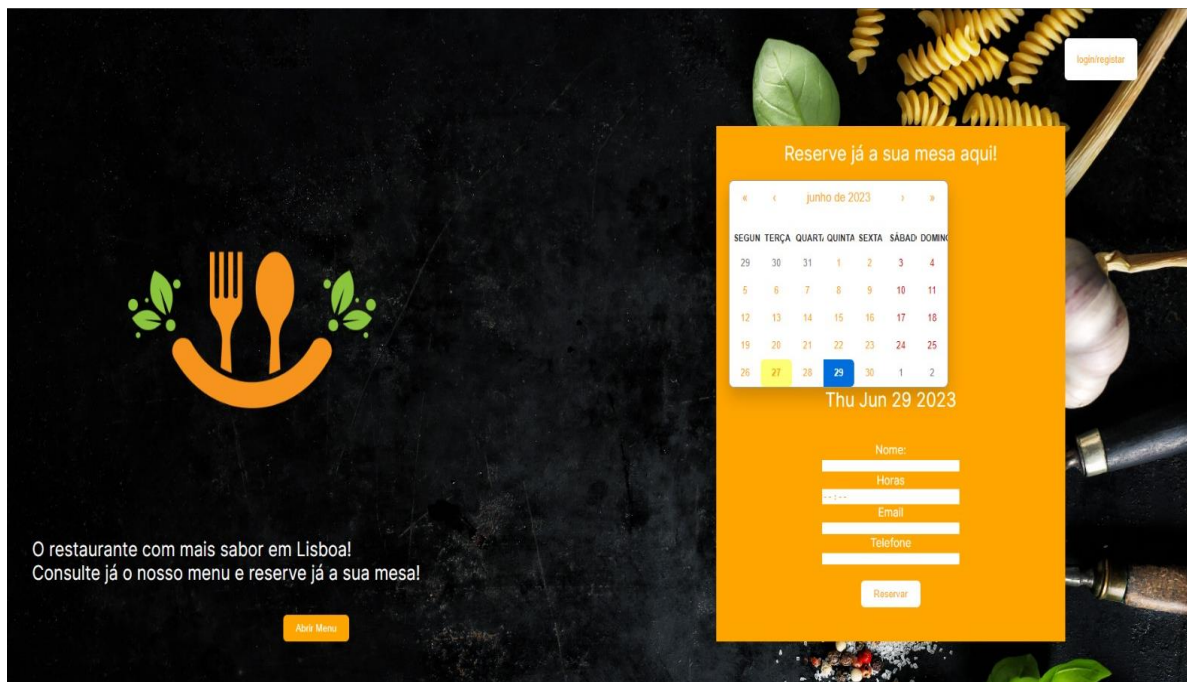 login/registar
Reserve já a sua mesa aqui!
« ‹ junho de 2023 › »
SEGUN TERÇA QUART QUINTA SEXTA SÁBAD DOMING
29 30 31 1 2 3 4
5 6 7 8 9 10 11
12 13 14 15 16 17 18
19 20 21 22 23 24 25
26 27 28 29 30 1 2
Thu Jun 29 2023
Nome:
Horas
--:--
Email
Telefone
Reservar
O restaurante com mais sabor em Lisboa!
Consulte já o nosso menu e reserve já a sua mesa!
Abrir Menu